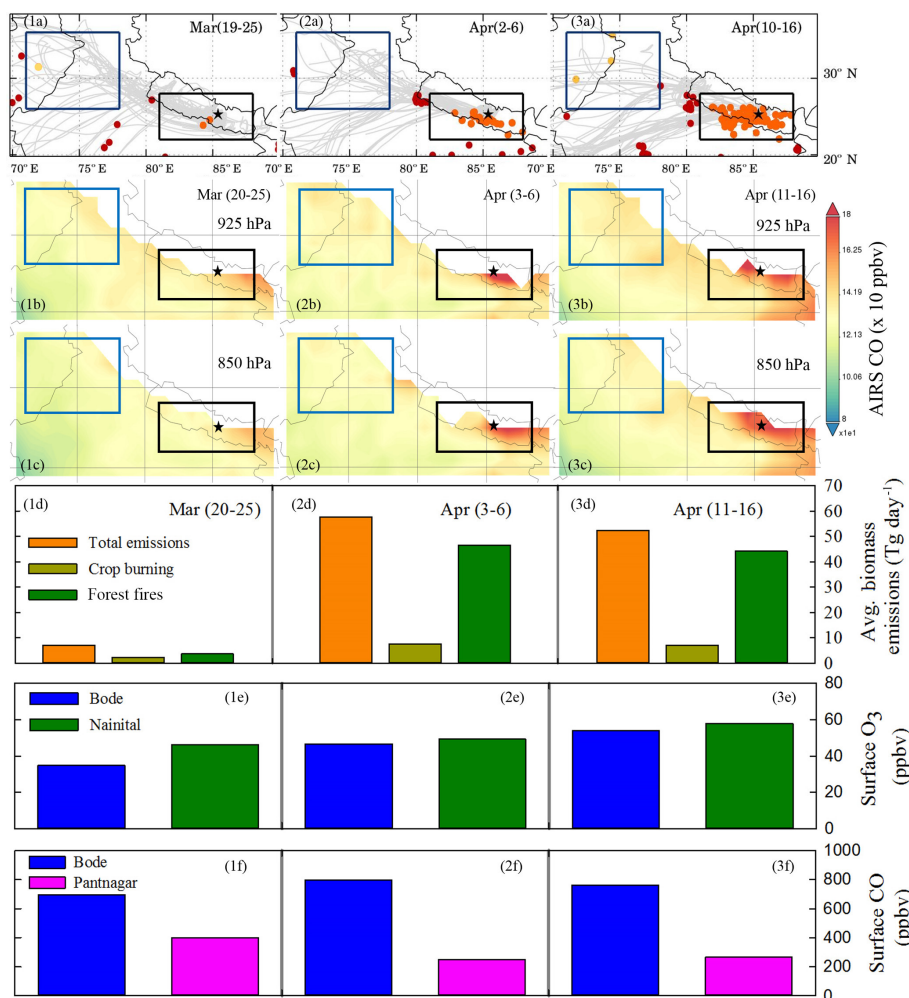 (1a) Mar(19-25) (2a) Apr(2-6) (3a) Apr(10-16)
30° N
20° N
70° E 75° E 80° E 85° E 70° E 75° E 80° E 85° E 70° E 75° E 80° E 85° E
Mar (20-25) Apr (3-6) Apr (11-16)
925 hPa 925 hPa 925 hPa
(1b) (2b) (3b)
850 hPa 850 hPa 850 hPa
(1c) (2c) (3c)
18
16.25
14.19
12.13
10.06
8
x1e1
AIRS CO (x 10 ppbv)
(1d) Mar (20-25) (2d) Apr (3-6) (3d) Apr (11-16)
Total emissions
Crop burning
Forest fires
70
60
50
40
30
20
10
0
Avg. biomass
emissions (Tg day⁻¹)
Bode (1e) (2e) (3e)
Nainital
80
60
40
20
0
Surface O₃
(ppbv)
Bode (1f) (2f) (3f)
Pantnagar
1000
800
600
400
200
0
Surface CO
(ppbv)